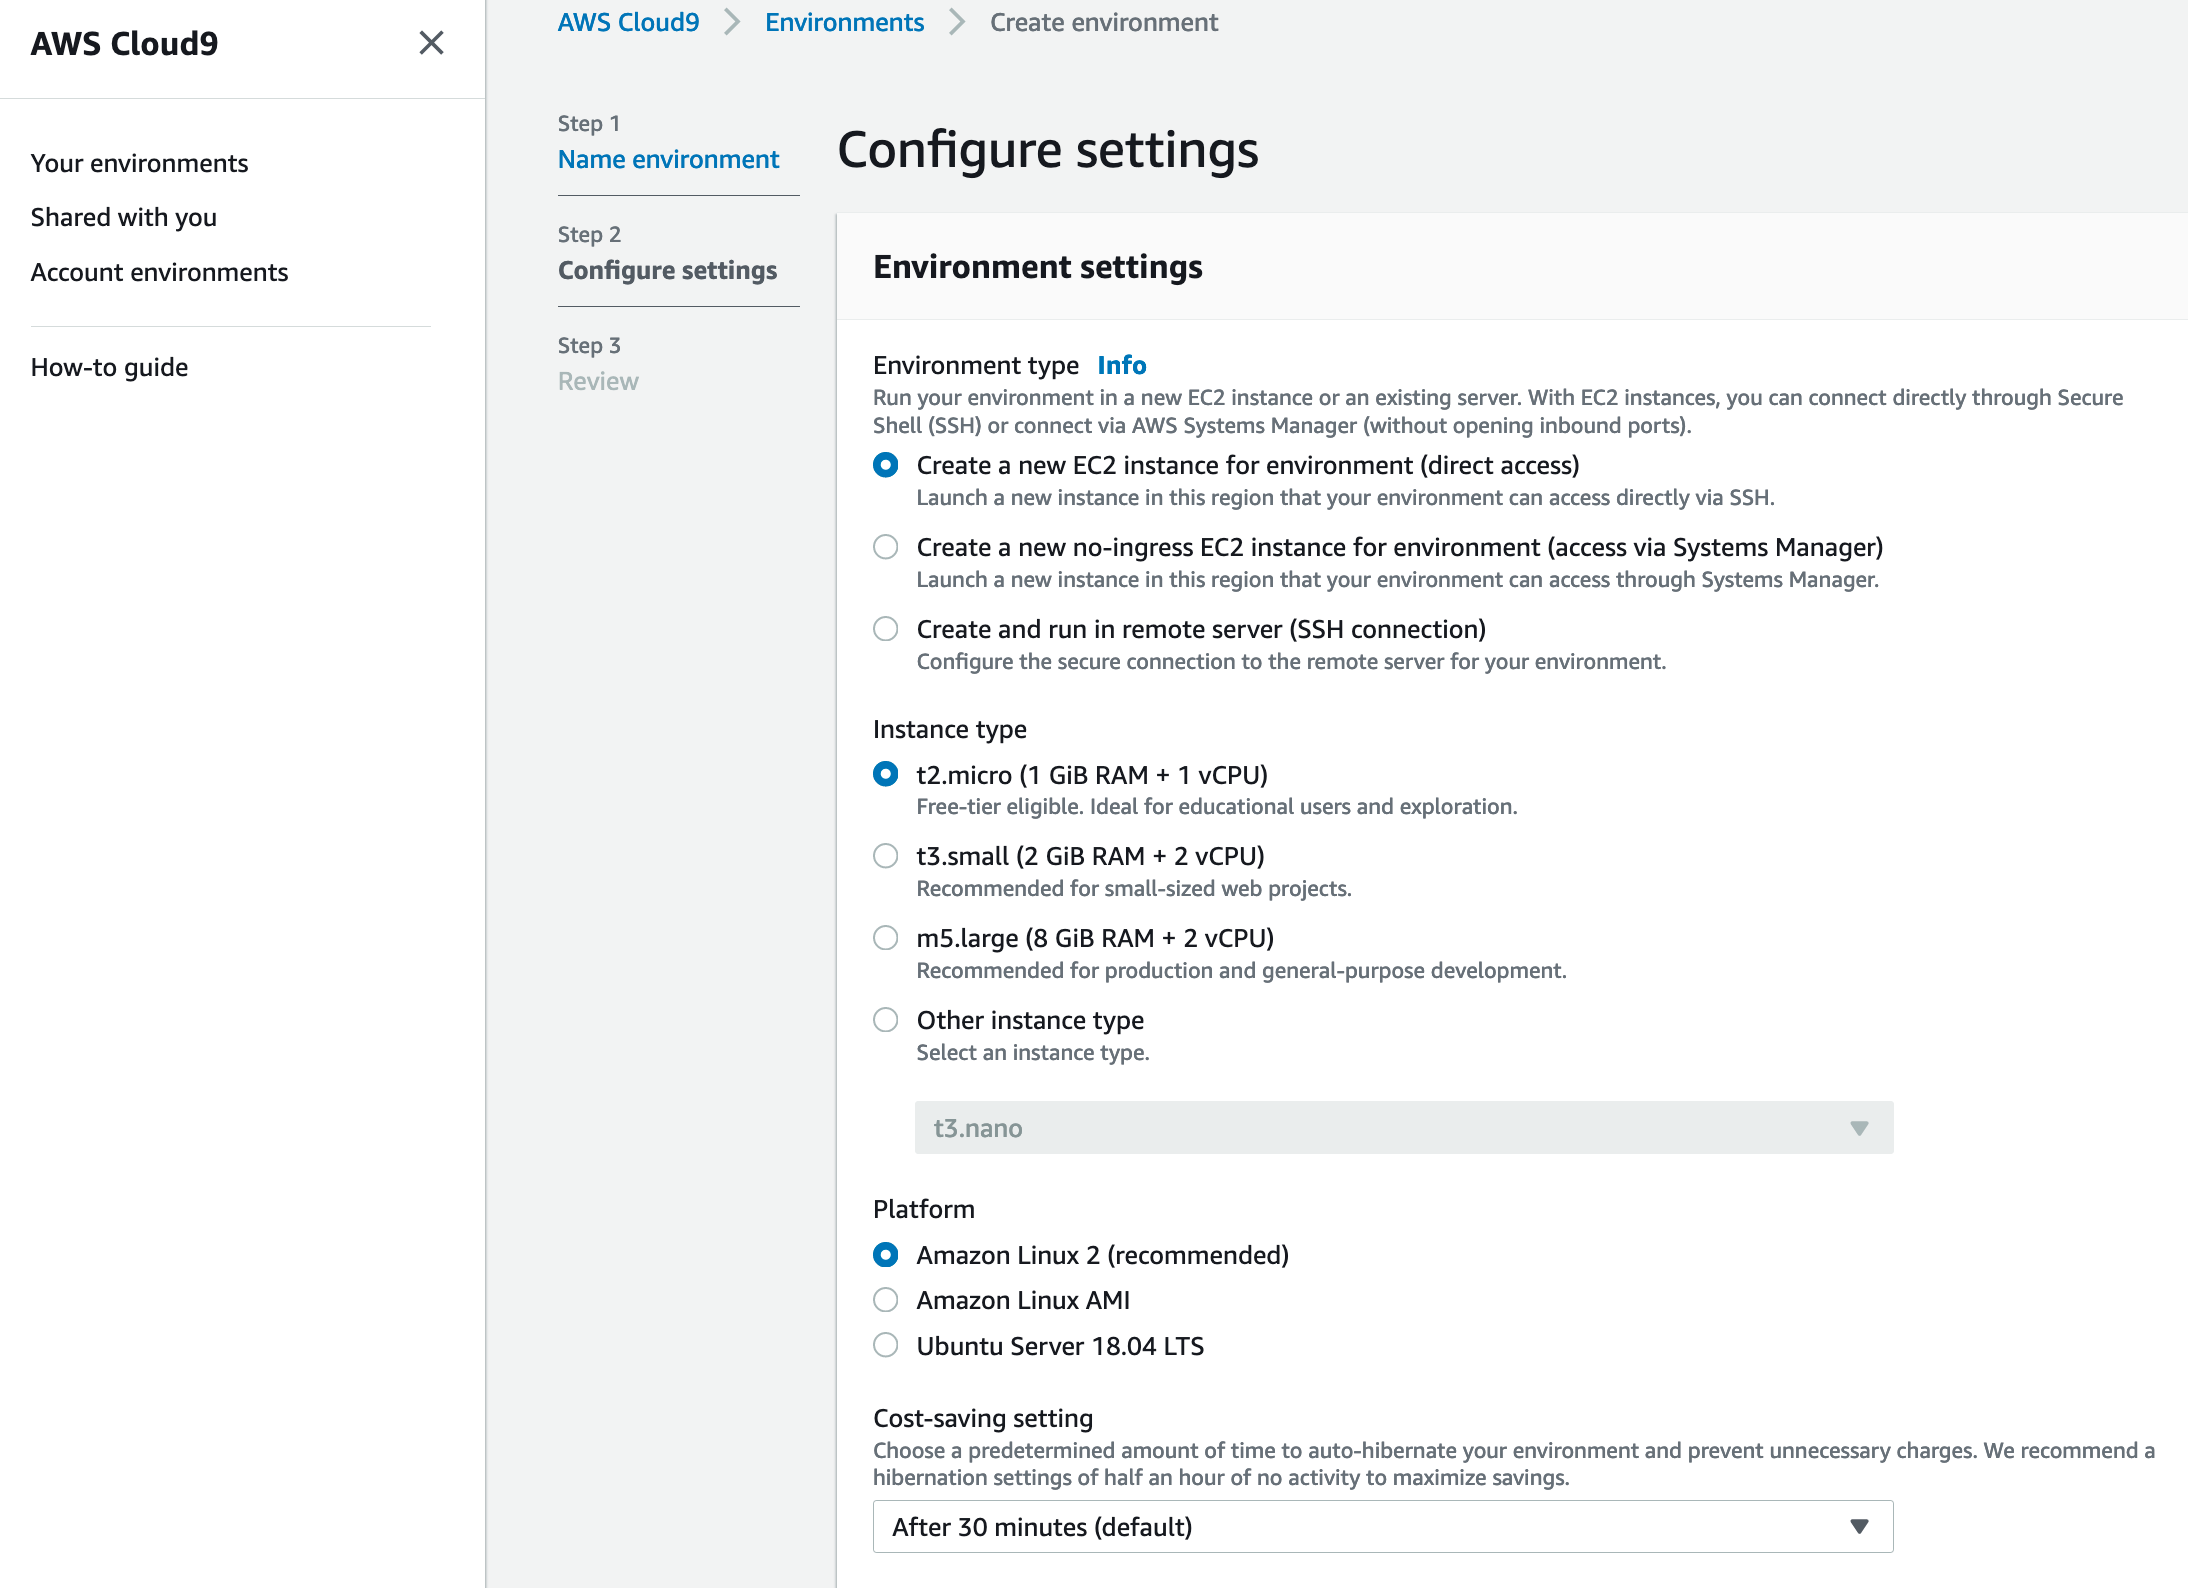 AWS Cloud9
Your environments
Shared with you
Account environments
How-to guide
AWS Cloud9 Environments Create environment
Step 1
Name environment
Step 2
Configure settings
Step 3
Review
Configure settings
Environment settings
Environment type Info
Run your environment in a new EC2 instance or an existing server. With EC2 instances, you can connect directly through Secure
Shell (SSH) or connect via AWS Systems Manager (without opening inbound ports).
Create a new EC2 instance for environment (direct access)
Launch a new instance in this region that your environment can access directly via SSH.
Create a new no-ingress EC2 instance for environment (access via Systems Manager)
Launch a new instance in this region that your environment can access through Systems Manager.
Create and run in remote server (SSH connection)
Configure the secure connection to the remote server for your environment.
Instance type
t2.micro (1 GiB RAM + 1 vCPU)
Free-tier eligible. Ideal for educational users and exploration.
t3.small (2 GiB RAM + 2 vCPU)
Recommended for small-sized web projects.
m5.large (8 GiB RAM + 2 vCPU)
Recommended for production and general-purpose development.
Other instance type
Select an instance type.
t3.nano
Platform
Amazon Linux 2 (recommended)
Amazon Linux AMI
Ubuntu Server 18.04 LTS
Cost-saving setting
Choose a predetermined amount of time to auto-hibernate your environment and prevent unnecessary charges. We recommend a
hibernation settings of half an hour of no activity to maximize savings.
After 30 minutes (default)